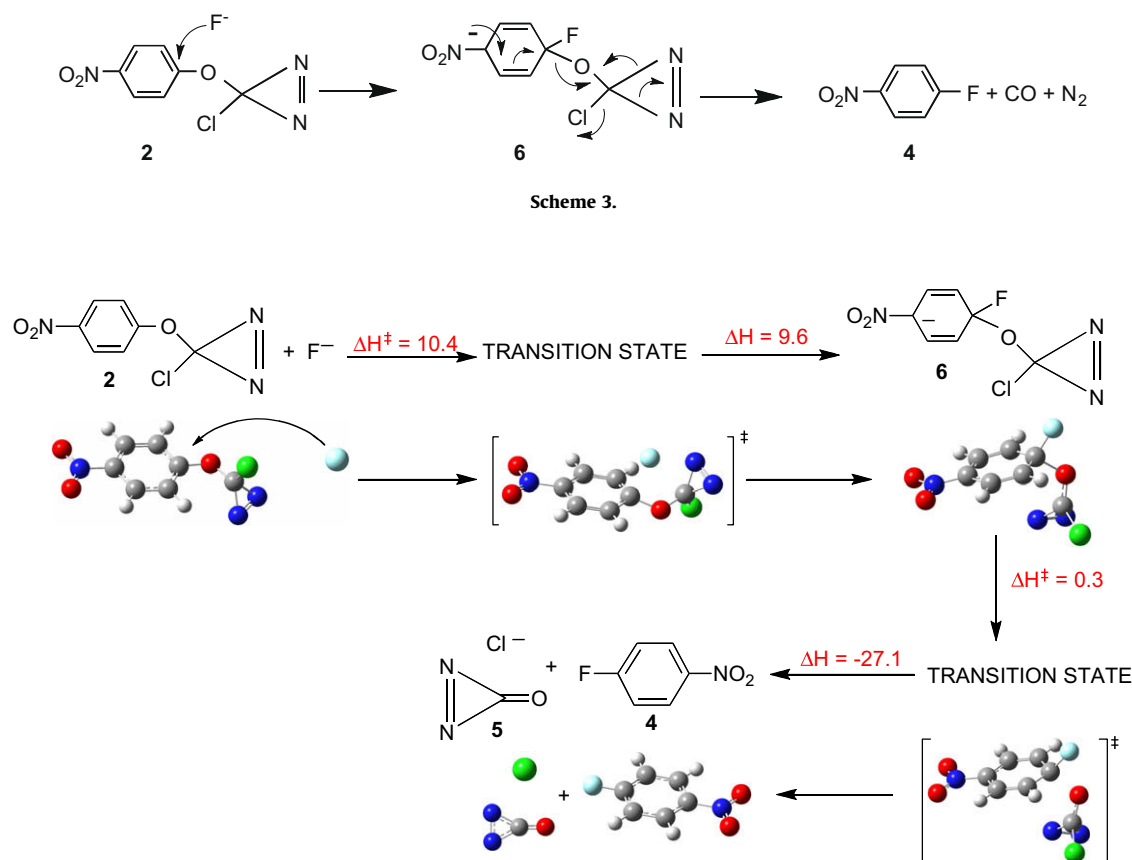 F-
O₂N O Cl N N
2
O₂N - F O Cl N N
6
O₂N F + CO + N₂
4
Scheme 3.
O₂N O Cl N N + F— ΔH‡ = 10.4 TRANSITION STATE ΔH = 9.6 O₂N – F O Cl N N
2
6
‡
ΔH‡ = 0.3
Cl —
N N O + F NO₂ ΔH = -27.1 TRANSITION STATE
5
4
+
‡